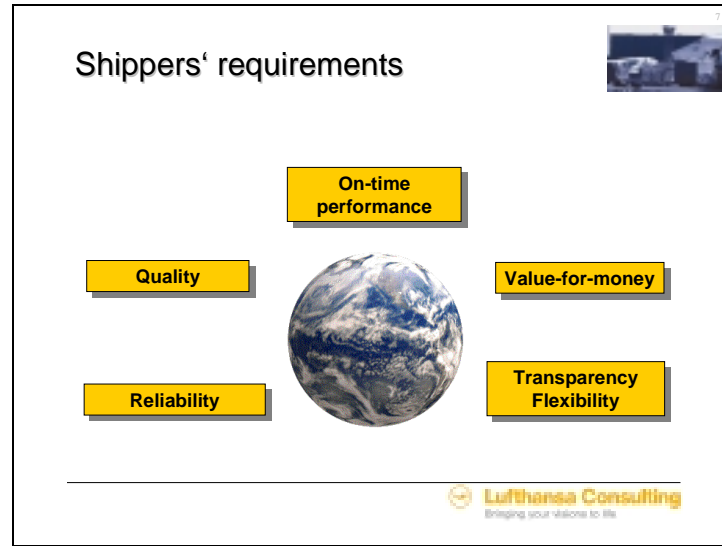 7
Shippers‘ requirements
On-time
performance
Quality
Value-for-money
Reliability
Transparency
Flexibility
Lufthansa Consulting
Bringing your visions to life.